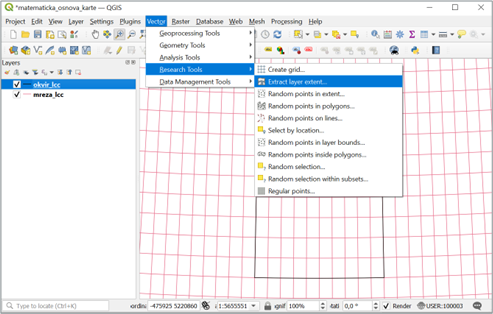 *matematicka_osnova_karte — QGIS
Project Edit View Layer Settings Plugins Vector Raster Database Web Mesh Processing Help
Geoprocessing Tools
Geometry Tools
Analysis Tools
Research Tools
Data Management Tools
Create grid...
Extract layer extent...
Random points in extent...
Random points in polygons...
Random points on lines...
Select by location...
Random points in layer bounds...
Random points inside polygons...
Random selection...
Random selection within subsets...
Regular points...
Layers
okvir_lcc
mreza_lcc
Type to locate (Ctrl+K)
ordin -475925 5220860 1:5655551 ignif 100% 0,0 ° Render USER:100003